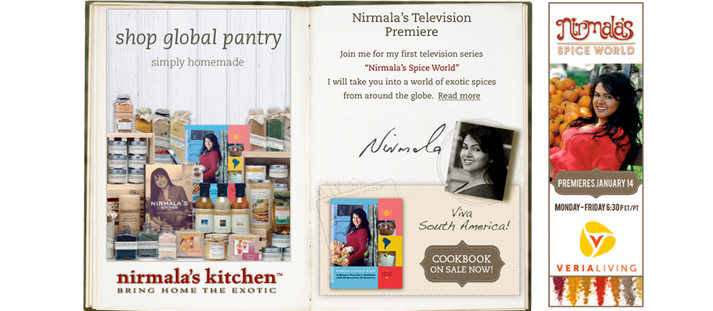 shop global pantry
simply homemade
NIRMALA'S
nirmala's kitchen™
BRING HOME THE EXOTIC
Nirmala's Television
Premiere
Join me for my first television series
"Nirmala's Spice World"
I will take you into a world of exotic spices
from around the globe. Read more
Nirmala
Viva
South America!
COOKBOOK
ON SALE NOW!
Nirmala's
SPICE WORLD
PREMIERES JANUARY 14
MONDAY-FRIDAY 6:30P ET/PT
VERIALIVING